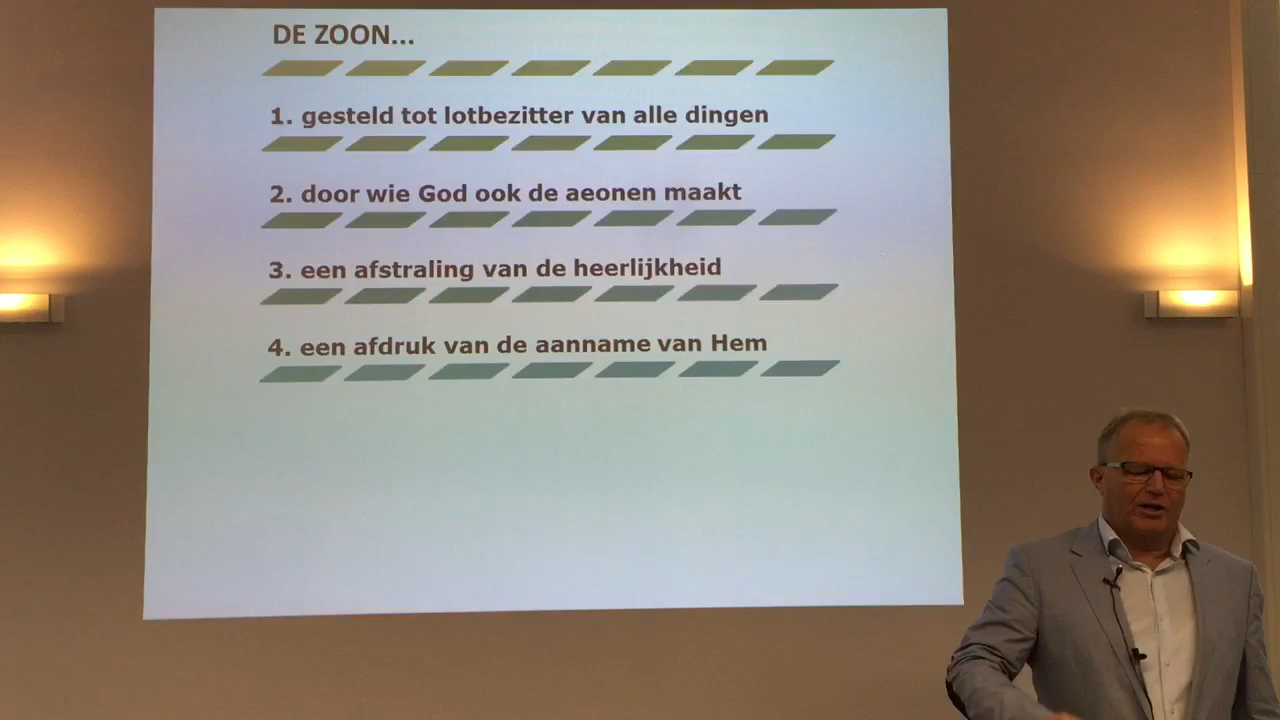 DE ZOON...
1. gesteld tot lotbezitter van alle dingen
2. door wie God ook de aeonen maakt
3. een afstraling van de heerlijkheid
4. een afdruk van de aanname van Hem